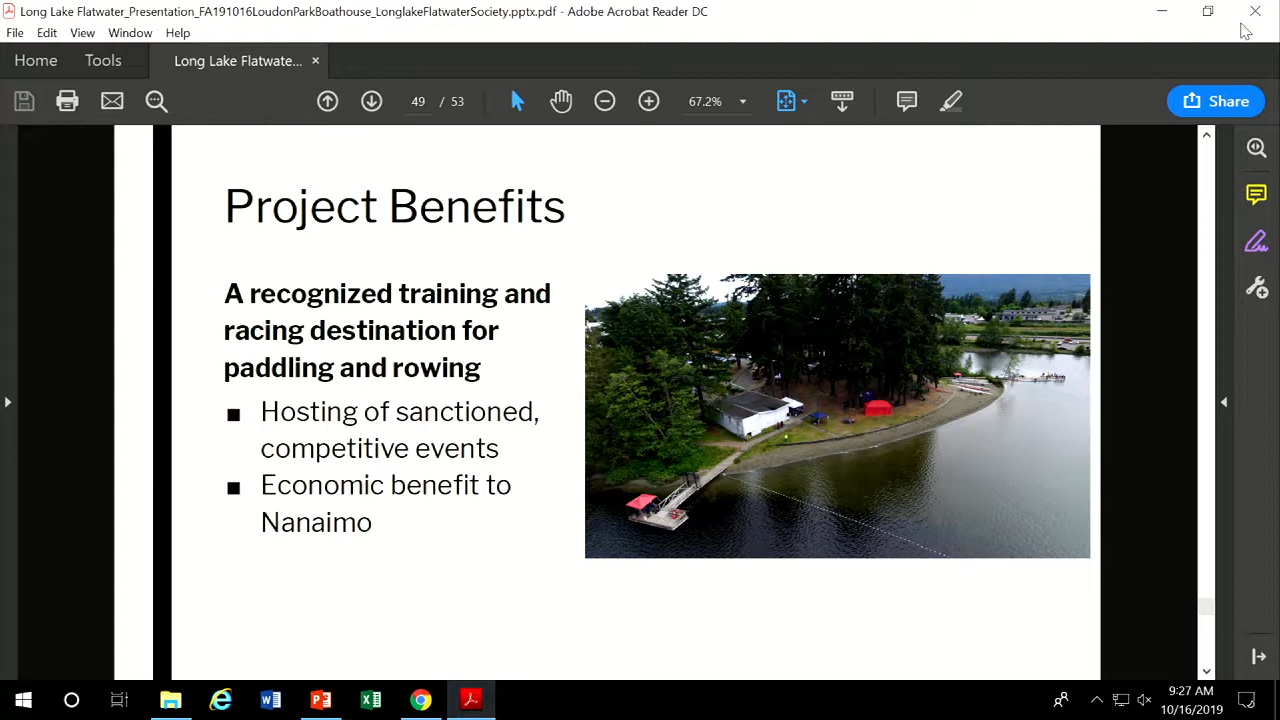 Long Lake Flatwater_Presentation_FA191016LoudonParkBoathouse_LonglakeFlatwaterSociety.pptx.pdf - Adobe Acrobat Reader DC
File Edit View Window Help
Home Tools Long Lake Flatwate... ×
49 / 53 67.2% Share
Project Benefits
A recognized training and
racing destination for
paddling and rowing
■ Hosting of sanctioned,
competitive events
■ Economic benefit to
Nanaimo
9:27 AM
10/16/2019